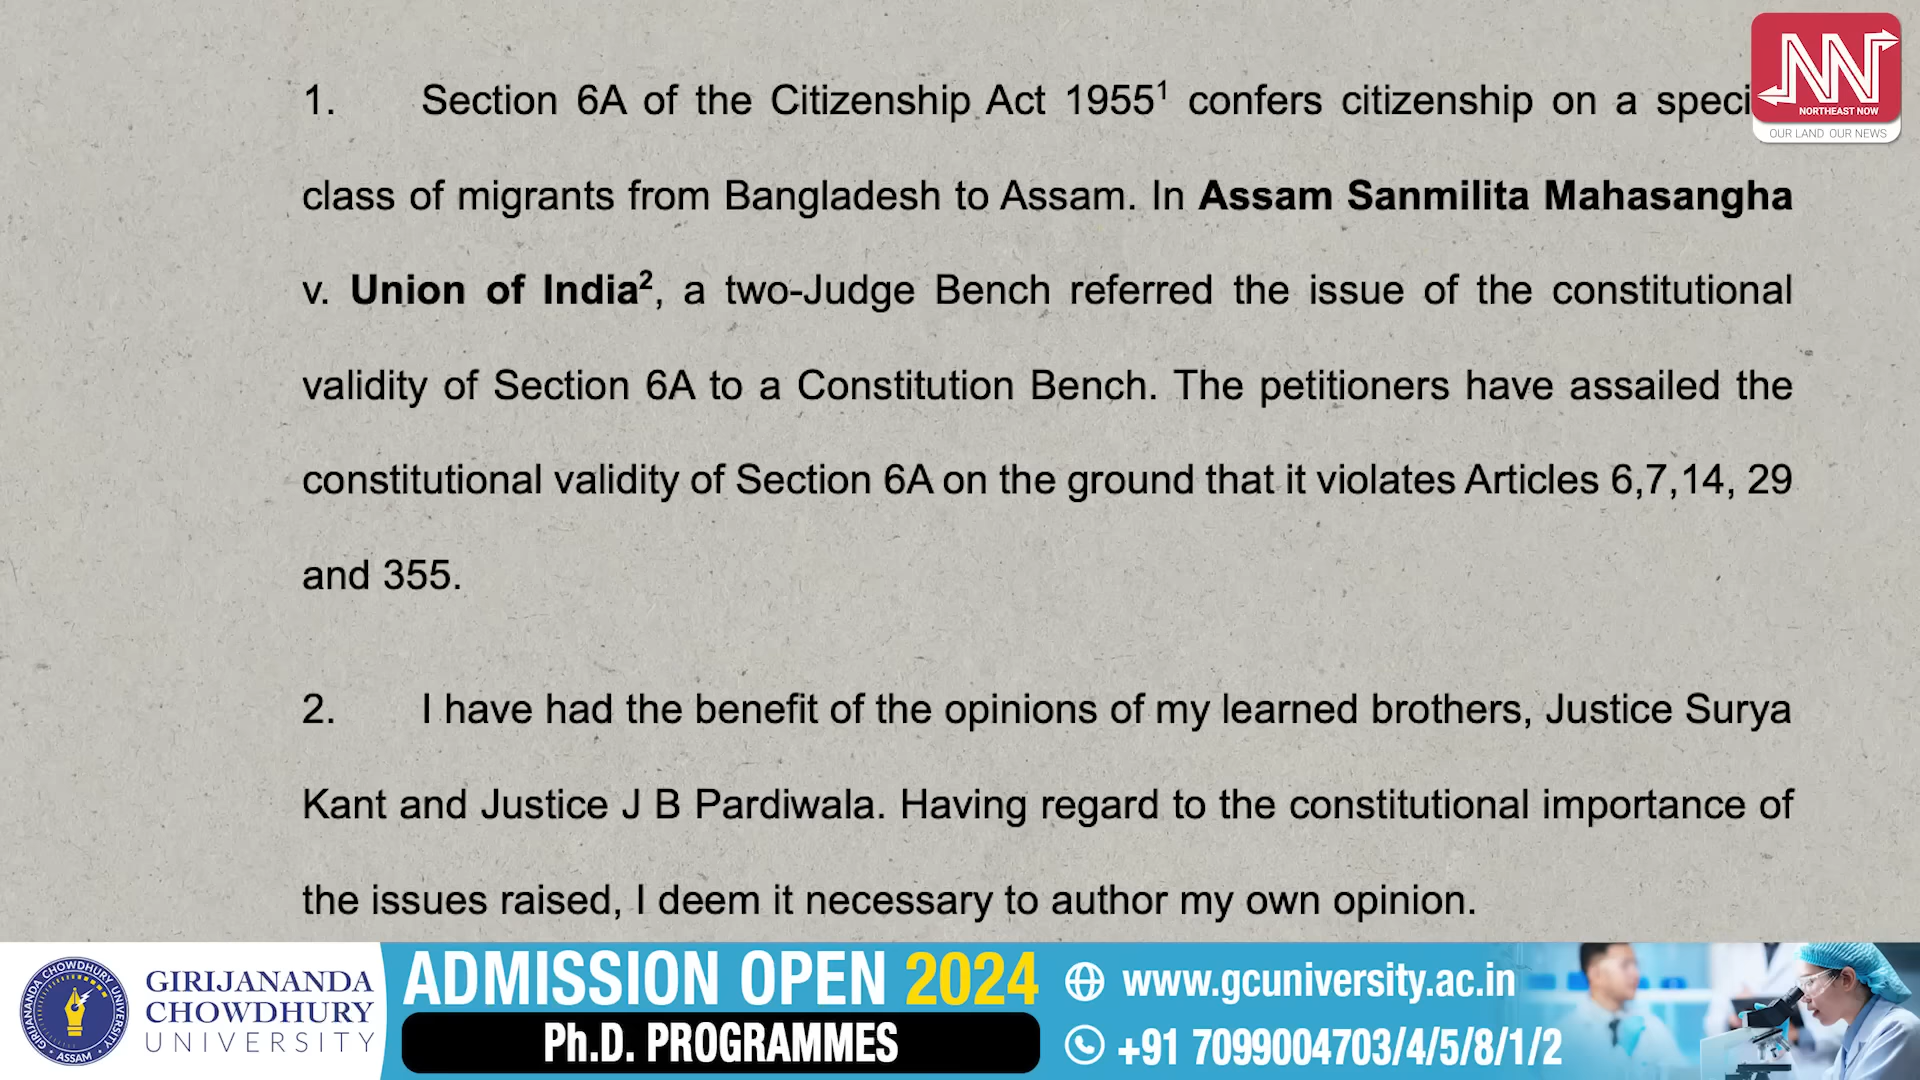 1. Section 6A of the Citizenship Act 1955¹ confers citizenship on a
class of migrants from Bangladesh to Assam. In Assam Sanmilita Mahasangha
v. Union of India², a two-Judge Bench referred the issue of the constitutional
validity of Section 6A to a Constitution Bench. The petitioners have assailed the
constitutional validity of Section 6A on the ground that it violates Articles 6,7,14, 29
and 355.
2. I have had the benefit of the opinions of my learned brothers, Justice Surya
Kant and Justice J B Pardiwala. Having regard to the constitutional importance of
the issues raised, I deem it necessary to author my own opinion.
NN
NORTHEAST NOW
OUR LAND OUR NEWS
GIRIJANANDA CHOWDHURY UNIVERSITY
ASSAM
GIRIJANANDA
CHOWDHURY
UNIVERSITY
ADMISSION OPEN 2024
Ph.D. PROGRAMMES
www.gcuniversity.ac.in
+91 7099004703/4/5/8/1/2